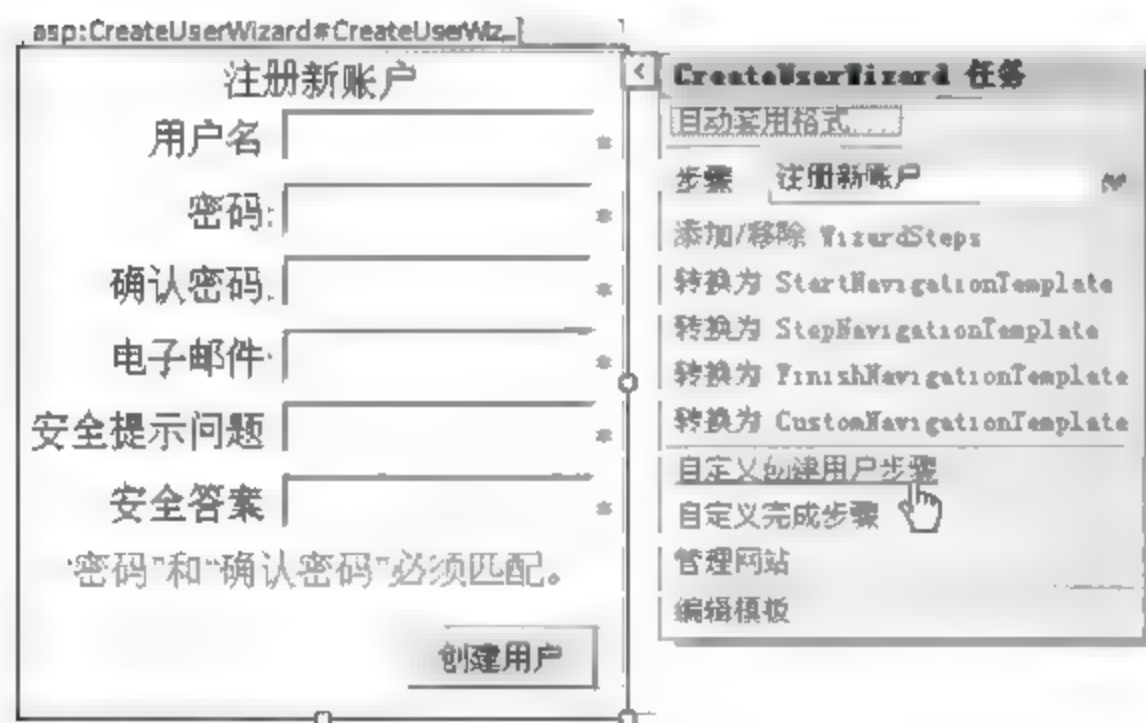 asp:CreateUserWizard#CreateUserWiz...
注册新账户
用户名
*
密码:
*
确认密码:
*
电子邮件:
*
安全提示问题
*
安全答案
*
“密码”和“确认密码”必须匹配。
创建用户
<
CreateUserWizard 任务
自动套用格式...
步骤 注册新账户
添加/移除 WizardSteps
转换为 StartNavigationTemplate
转换为 StepNavigationTemplate
转换为 FinishNavigationTemplate
转换为 CustomNavigationTemplate
自定义创建用户步骤
自定义完成步骤
管理网站
编辑模板